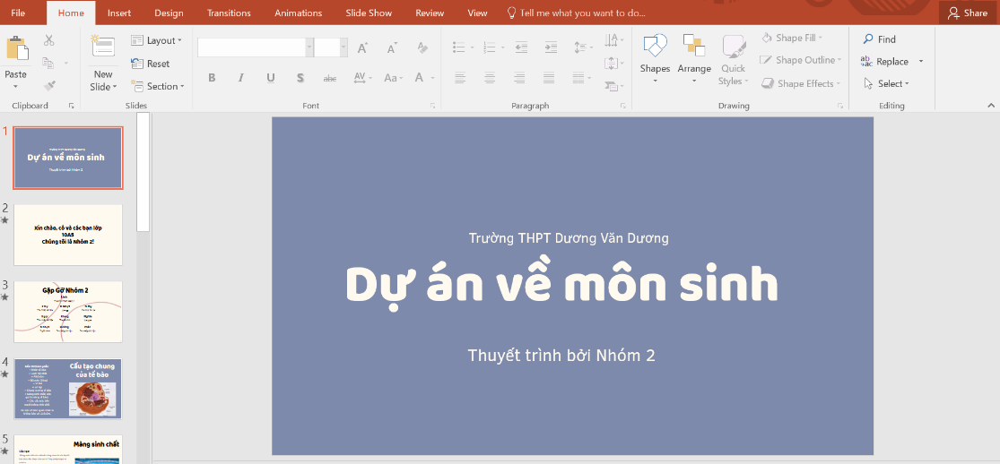 File Home Insert Design Transitions Animations Slide Show Review View Tell me what you want to do... Share
Paste
Clipboard
New Slide
Layout
Reset
Section
Slides
B I U S abc AV Aa A
Font
Paragraph
Shapes
Arrange
Quick Styles
Shape Fill
Shape Outline
Shape Effects
Drawing
Find
Replace
Select
Editing
1
Dự án về môn sinh
Thuyết trình bởi Nhóm 2
2
Xin chào, cô và các bạn lớp
10A5
Chúng tôi là Nhóm 2!
3
Gặp Gỡ Nhóm 2
4
Cấu tạo chung
của tế bào
5
Màng sinh chất
Trường THPT Dương Văn Dương
Dự án về môn sinh
Thuyết trình bởi Nhóm 2